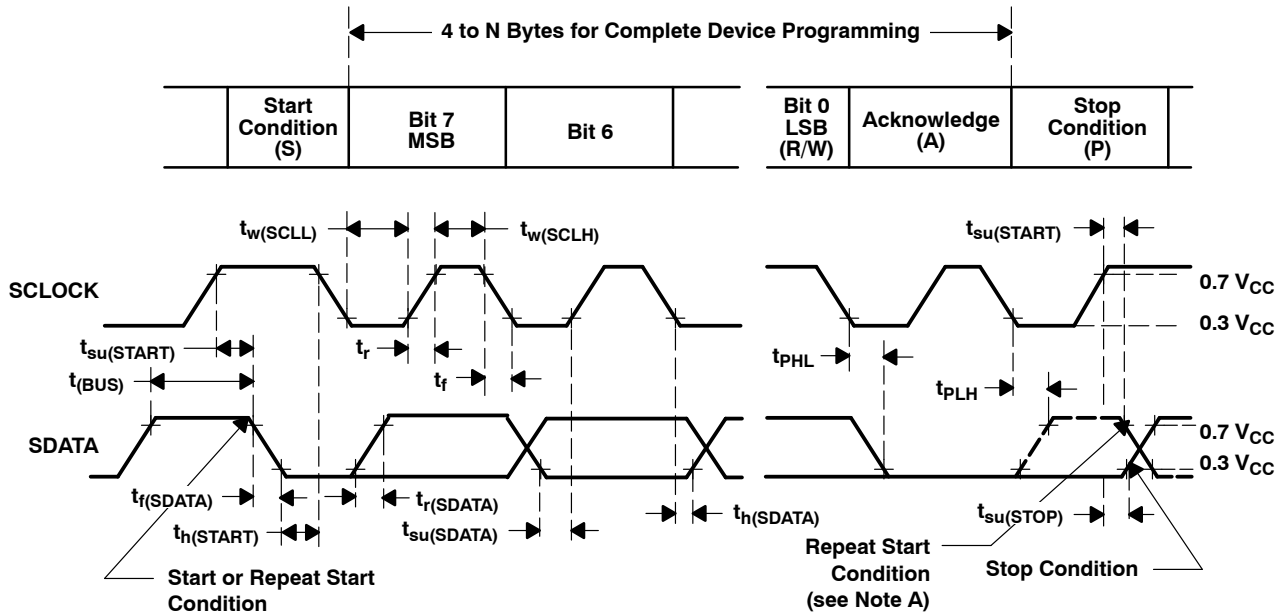 4 to N Bytes for Complete Device Programming
Start
Condition
(S)
Bit 7
MSB
Bit 6
Bit 0
LSB
(R/W)
Acknowledge
(A)
Stop
Condition
(P)
tw(SCLL)
tw(SCLH)
tsu(START)
SCLOCK
0.7 VCC
0.3 VCC
tsu(START)
tr
tPHL
t(BUS)
tf
tPLH
SDATA
0.7 VCC
0.3 VCC
tf(SDATA)
tr(SDATA)
th(START)
tsu(SDATA)
th(SDATA)
tsu(STOP)
Start or Repeat Start
Condition
Repeat Start
Condition
(see Note A)
Stop Condition